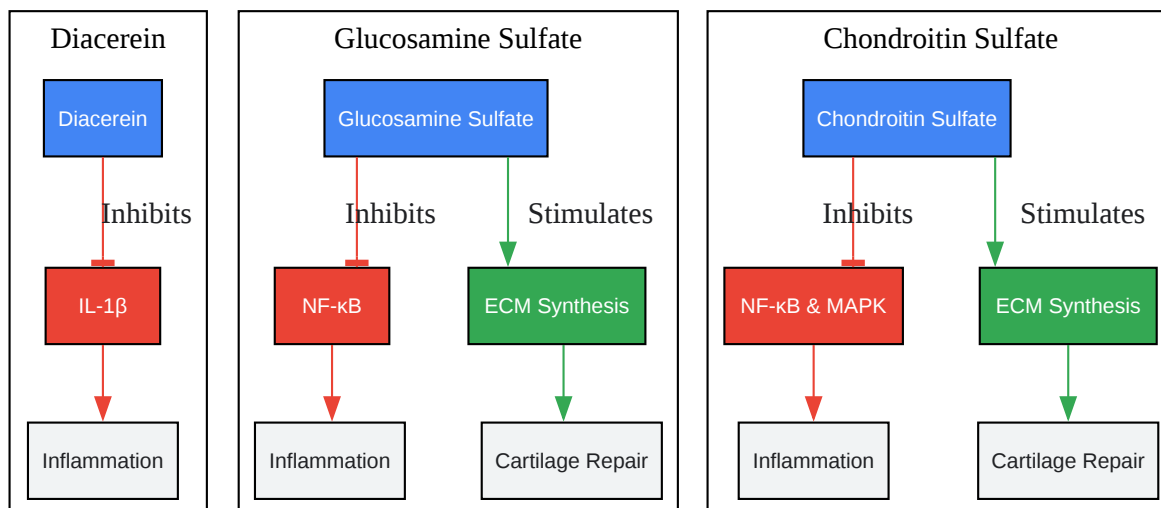 Diacerein
Diacerein
Inhibits
IL-1β
Inflammation
Glucosamine Sulfate
Glucosamine Sulfate
Inhibits
Stimulates
NF-κB
ECM Synthesis
Inflammation
Cartilage Repair
Chondroitin Sulfate
Chondroitin Sulfate
Inhibits
Stimulates
NF-κB & MAPK
ECM Synthesis
Inflammation
Cartilage Repair